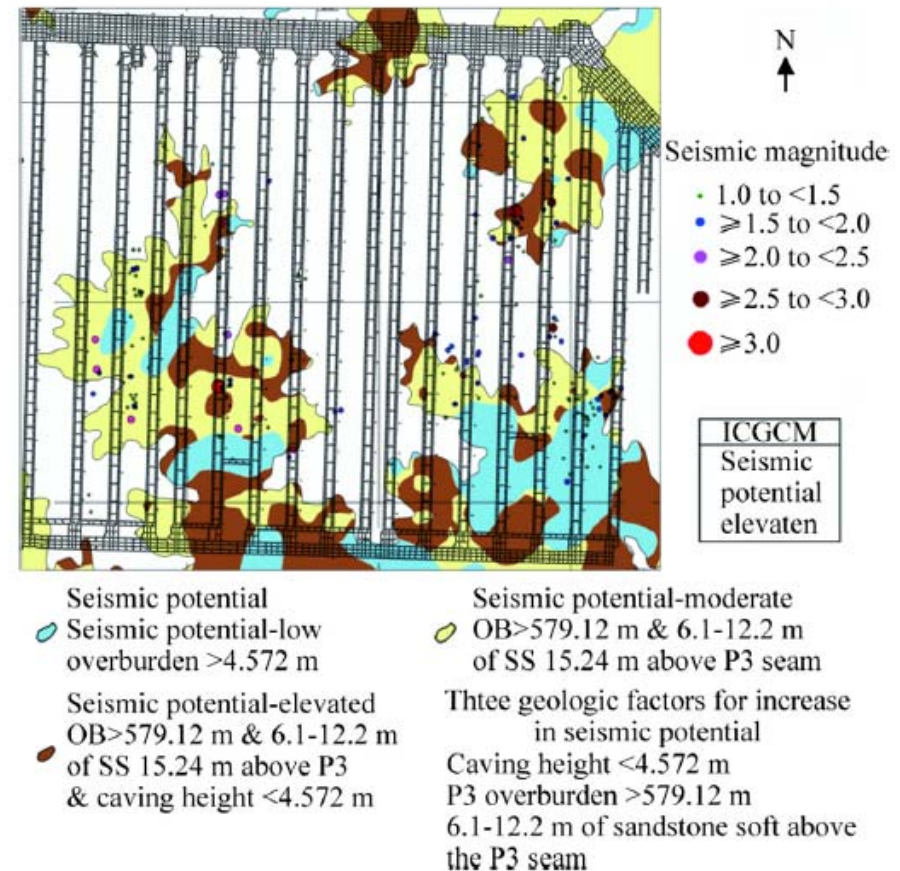 N
Seismic magnitude
1.0 to <1.5
⩾1.5 to <2.0
⩾2.0 to <2.5
⩾2.5 to <3.0
⩾3.0
ICGCM
Seismic
potential
elevaten
Seismic potential
Seismic potential-low
overburden >4.572 m
Seismic potential-elevated
OB>579.12 m & 6.1-12.2 m
of SS 15.24 m above P3
& caving height <4.572 m
Seismic potential-moderate
OB>579.12 m & 6.1-12.2 m
of SS 15.24 m above P3 seam
Thtee geologic factors for increase
in seismic potential
Caving height <4.572 m
P3 overburden >579.12 m
6.1-12.2 m of sandstone soft above
the P3 seam